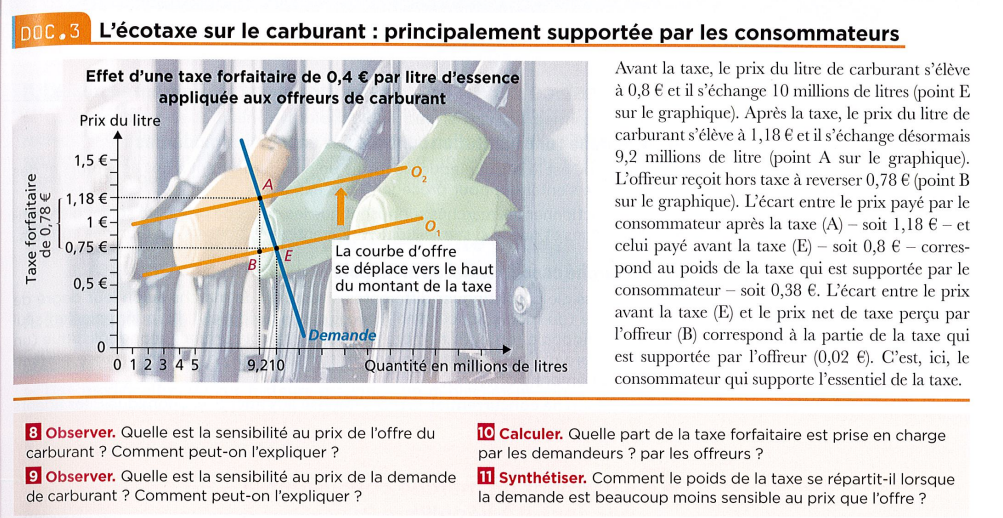 DOC.3 L'écotaxe sur le carburant : principalement supportée par les consommateurs
Effet d'une taxe forfaitaire de 0,4 € par litre d'essence
appliquée aux offreurs de carburant
Prix du litre
Taxe forfaitaire
de 0,78 €
1,5 €
1,18 €
1 €
0,75 €
0,5 €
0
A
B
E
O2
O1
La courbe d'offre
se déplace vers le haut
du montant de la taxe
Demande
0 1 2 3 4 5 9,210 Quantité en millions de litres
Avant la taxe, le prix du litre de carburant s'élève
à 0,8 € et il s'échange 10 millions de litres (point E
sur le graphique). Après la taxe, le prix du litre de
carburant s'élève à 1,18 € et il s'échange désormais
9,2 millions de litre (point A sur le graphique).
L'offreur reçoit hors taxe à reverser 0,78 € (point B
sur le graphique). L'écart entre le prix payé par le
consommateur après la taxe (A) – soit 1,18 € – et
celui payé avant la taxe (E) – soit 0,8 € – corres-
pond au poids de la taxe qui est supportée par le
consommateur – soit 0,38 €. L'écart entre le prix
avant la taxe (E) et le prix net de taxe perçu par
l'offreur (B) correspond à la partie de la taxe qui
est supportée par l'offreur (0,02 €). C'est, ici, le
consommateur qui supporte l'essentiel de la taxe.
8 Observer. Quelle est la sensibilité au prix de l'offre du
carburant ? Comment peut-on l'expliquer ?
9 Observer. Quelle est la sensibilité au prix de la demande
de carburant ? Comment peut-on l'expliquer ?
10 Calculer. Quelle part de la taxe forfaitaire est prise en charge
par les demandeurs ? par les offreurs ?
11 Synthétiser. Comment le poids de la taxe se répartit-il lorsque
la demande est beaucoup moins sensible au prix que l'offre ?